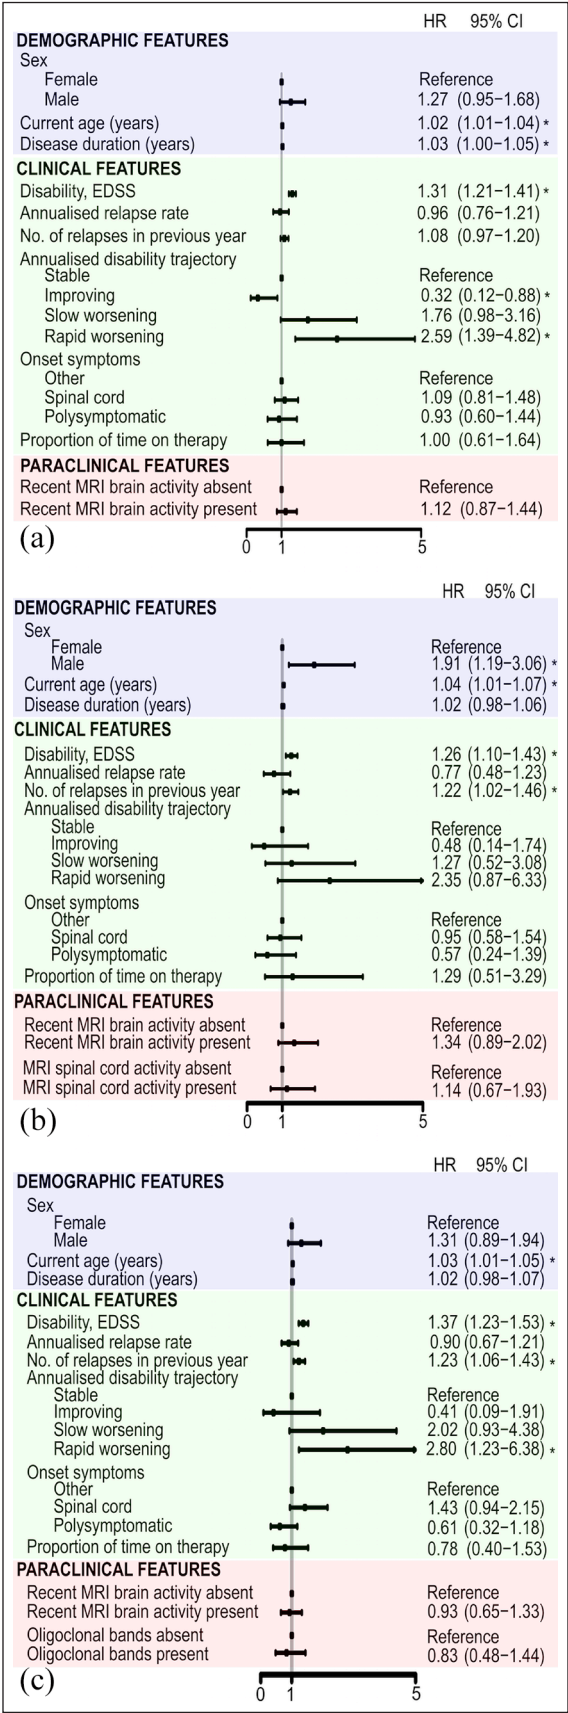 HR 95% CI
DEMOGRAPHIC FEATURES
Sex
Female Reference
Male 1.27 (0.95−1.68)
Current age (years) 1.02 (1.01−1.04) *
Disease duration (years) 1.03 (1.00−1.05) *
CLINICAL FEATURES
Disability, EDSS 1.31 (1.21−1.41) *
Annualised relapse rate 0.96 (0.76−1.21)
No. of relapses in previous year 1.08 (0.97−1.20)
Annualised disability trajectory
Stable Reference
Improving 0.32 (0.12−0.88) *
Slow worsening 1.76 (0.98−3.16)
Rapid worsening 2.59 (1.39−4.82) *
Onset symptoms
Other Reference
Spinal cord 1.09 (0.81−1.48)
Polysymptomatic 0.93 (0.60−1.44)
Proportion of time on therapy 1.00 (0.61−1.64)
PARACLINICAL FEATURES
Recent MRI brain activity absent Reference
Recent MRI brain activity present 1.12 (0.87−1.44)
(a) 0 1 5
HR 95% CI
DEMOGRAPHIC FEATURES
Sex
Female Reference
Male 1.91 (1.19−3.06) *
Current age (years) 1.04 (1.01−1.07) *
Disease duration (years) 1.02 (0.98−1.06)
CLINICAL FEATURES
Disability, EDSS 1.26 (1.10−1.43) *
Annualised relapse rate 0.77 (0.48−1.23)
No. of relapses in previous year 1.22 (1.02−1.46) *
Annualised disability trajectory
Stable Reference
Improving 0.48 (0.14−1.74)
Slow worsening 1.27 (0.52−3.08)
Rapid worsening 2.35 (0.87−6.33)
Onset symptoms
Other Reference
Spinal cord 0.95 (0.58−1.54)
Polysymptomatic 0.57 (0.24−1.39)
Proportion of time on therapy 1.29 (0.51−3.29)
PARACLINICAL FEATURES
Recent MRI brain activity absent Reference
Recent MRI brain activity present 1.34 (0.89−2.02)
MRI spinal cord activity absent Reference
MRI spinal cord activity present 1.14 (0.67−1.93)
(b) 0 1 5
HR 95% CI
DEMOGRAPHIC FEATURES
Sex
Female Reference
Male 1.31 (0.89−1.94)
Current age (years) 1.03 (1.01−1.05) *
Disease duration (years) 1.02 (0.98−1.07)
CLINICAL FEATURES
Disability, EDSS 1.37 (1.23−1.53) *
Annualised relapse rate 0.90 (0.67−1.21)
No. of relapses in previous year 1.23 (1.06−1.43) *
Annualised disability trajectory
Stable Reference
Improving 0.41 (0.09−1.91)
Slow worsening 2.02 (0.93−4.38)
Rapid worsening 2.80 (1.23−6.38) *
Onset symptoms
Other Reference
Spinal cord 1.43 (0.94−2.15)
Polysymptomatic 0.61 (0.32−1.18)
Proportion of time on therapy 0.78 (0.40−1.53)
PARACLINICAL FEATURES
Recent MRI brain activity absent Reference
Recent MRI brain activity present 0.93 (0.65−1.33)
Oligoclonal bands absent Reference
Oligoclonal bands present 0.83 (0.48−1.44)
(c) 0 1 5